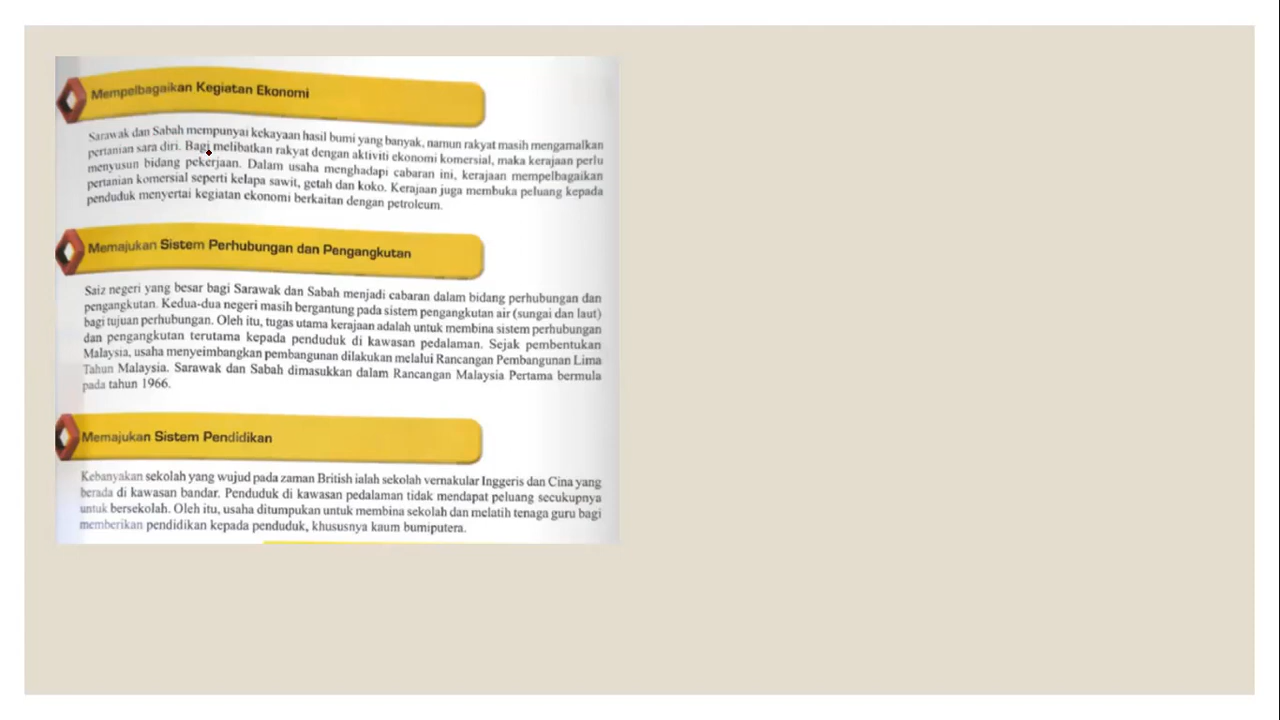 Mempelbagaikan Kegiatan Ekonomi
Sarawak dan Sabah mempunyai kekayaan hasil bumi yang banyak, namun rakyat masih mengamalkan
pertanian sara diri. Bagi melibatkan rakyat dengan aktiviti ekonomi komersial, maka kerajaan perlu
menyusun bidang pekerjaan. Dalam usaha menghadapi cabaran ini, kerajaan mempelbagaikan
pertanian komersial seperti kelapa sawit, getah dan koko. Kerajaan juga membuka peluang kepada
penduduk menyertai kegiatan ekonomi berkaitan dengan petroleum.
Memajukan Sistem Perhubungan dan Pengangkutan
Saiz negeri yang besar bagi Sarawak dan Sabah menjadi cabaran dalam bidang perhubungan dan
pengangkutan. Kedua-dua negeri masih bergantung pada sistem pengangkutan air (sungai dan laut)
bagi tujuan perhubungan. Oleh itu, tugas utama kerajaan adalah untuk membina sistem perhubungan
dan pengangkutan terutama kepada penduduk di kawasan pedalaman. Sejak pembentukan
Malaysia, usaha menyeimbangkan pembangunan dilakukan melalui Rancangan Pembangunan Lima
Tahun Malaysia. Sarawak dan Sabah dimasukkan dalam Rancangan Malaysia Pertama bermula
pada tahun 1966.
Memajukan Sistem Pendidikan
Kebanyakan sekolah yang wujud pada zaman British ialah sekolah vernakular Inggeris dan Cina yang
berada di kawasan bandar. Penduduk di kawasan pedalaman tidak mendapat peluang secukupnya
untuk bersekolah. Oleh itu, usaha ditumpukan untuk membina sekolah dan melatih tenaga guru bagi
memberikan pendidikan kepada penduduk, khususnya kaum bumiputera.